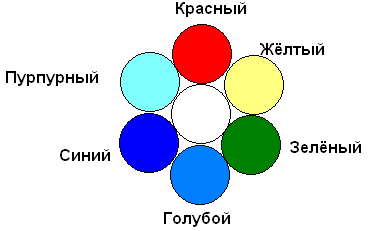 Красный
Жёлтый
Пурпурный
Зелёный
Синий
Голубой